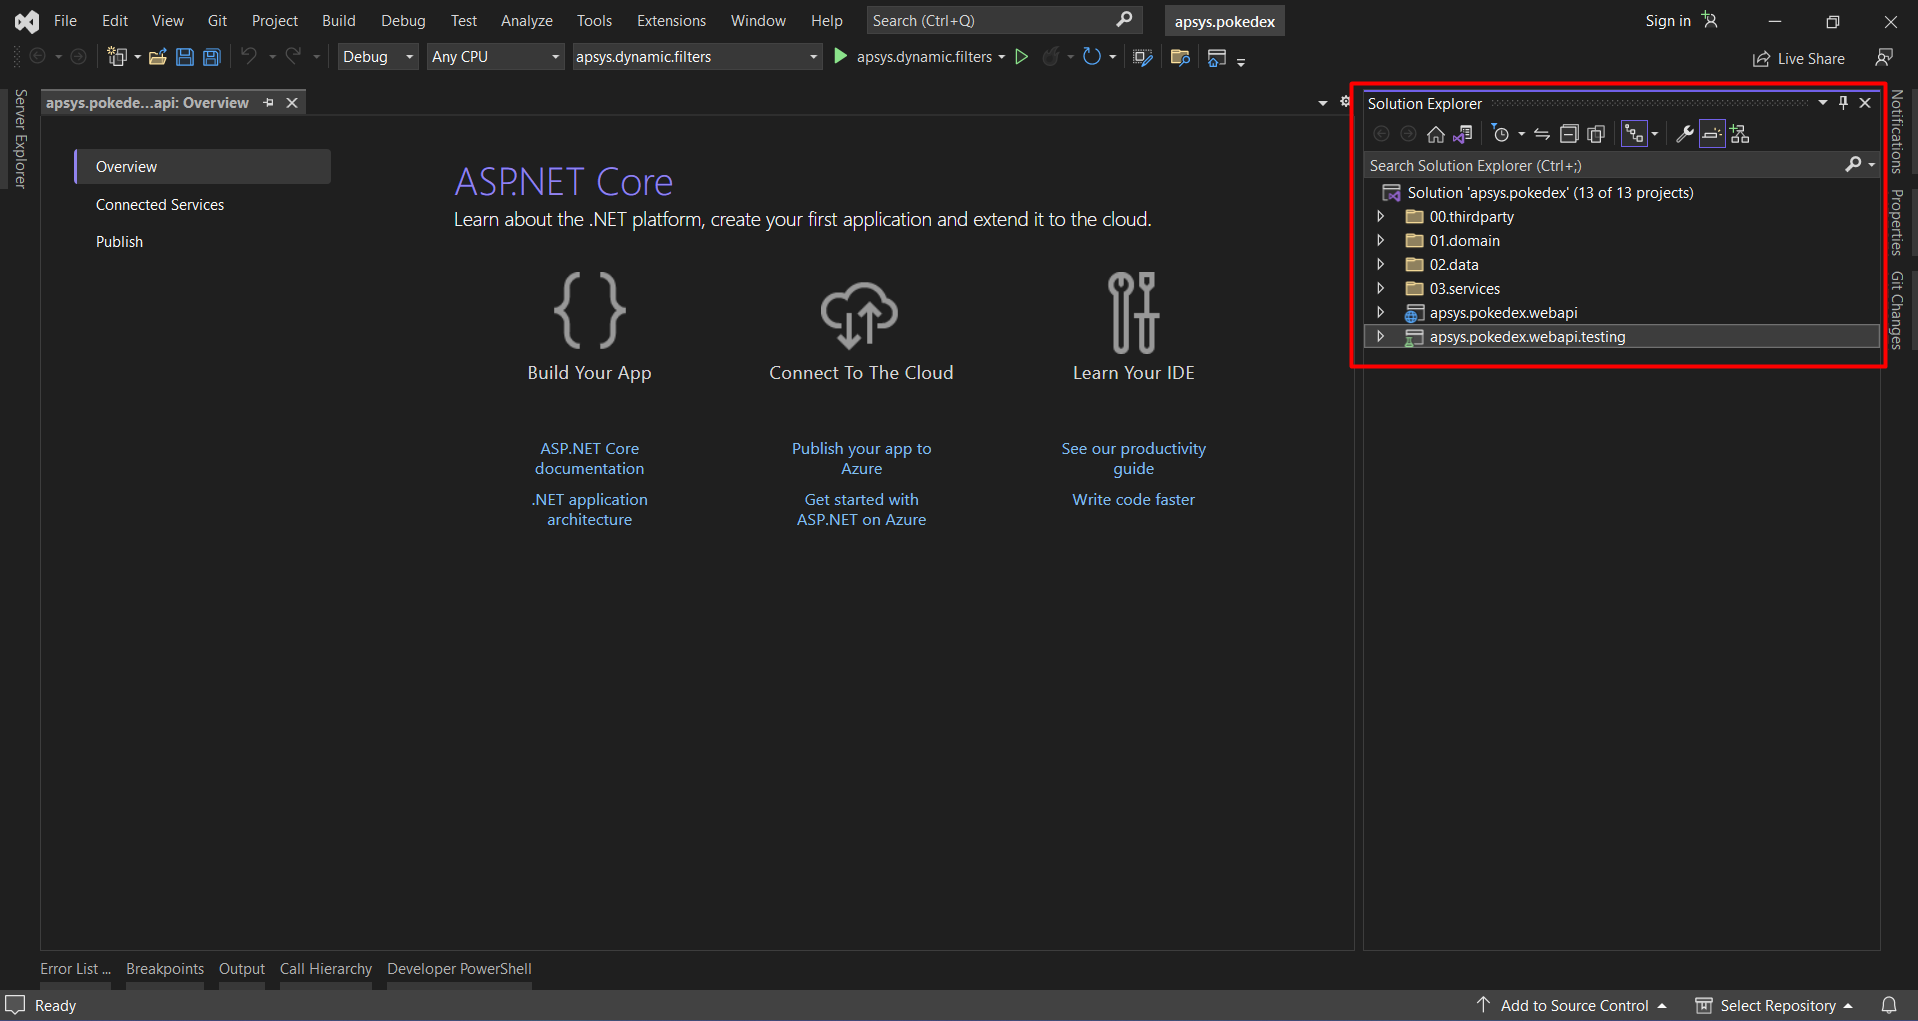 File Edit View Git Project Build Debug Test Analyze Tools Extensions Window Help Search (Ctrl+Q) apsys.pokedex Sign in
Debug Any CPU apsys.dynamic.filters apsys.dynamic.filters Live Share
Server Explorer
apsys.pokede...api: Overview
Overview
Connected Services
Publish
ASP.NET Core
Learn about the .NET platform, create your first application and extend it to the cloud.
Build Your App
ASP.NET Core
documentation
.NET application
architecture
Connect To The Cloud
Publish your app to
Azure
Get started with
ASP.NET on Azure
Learn Your IDE
See our productivity
guide
Write code faster
Solution Explorer
Search Solution Explorer (Ctrl+;)
Solution 'apsys.pokedex' (13 of 13 projects)
00.thirdparty
01.domain
02.data
03.services
apsys.pokedex.webapi
apsys.pokedex.webapi.testing
Notifications
Properties
Git Changes
Error List ... Breakpoints Output Call Hierarchy Developer PowerShell
Ready Add to Source Control Select Repository